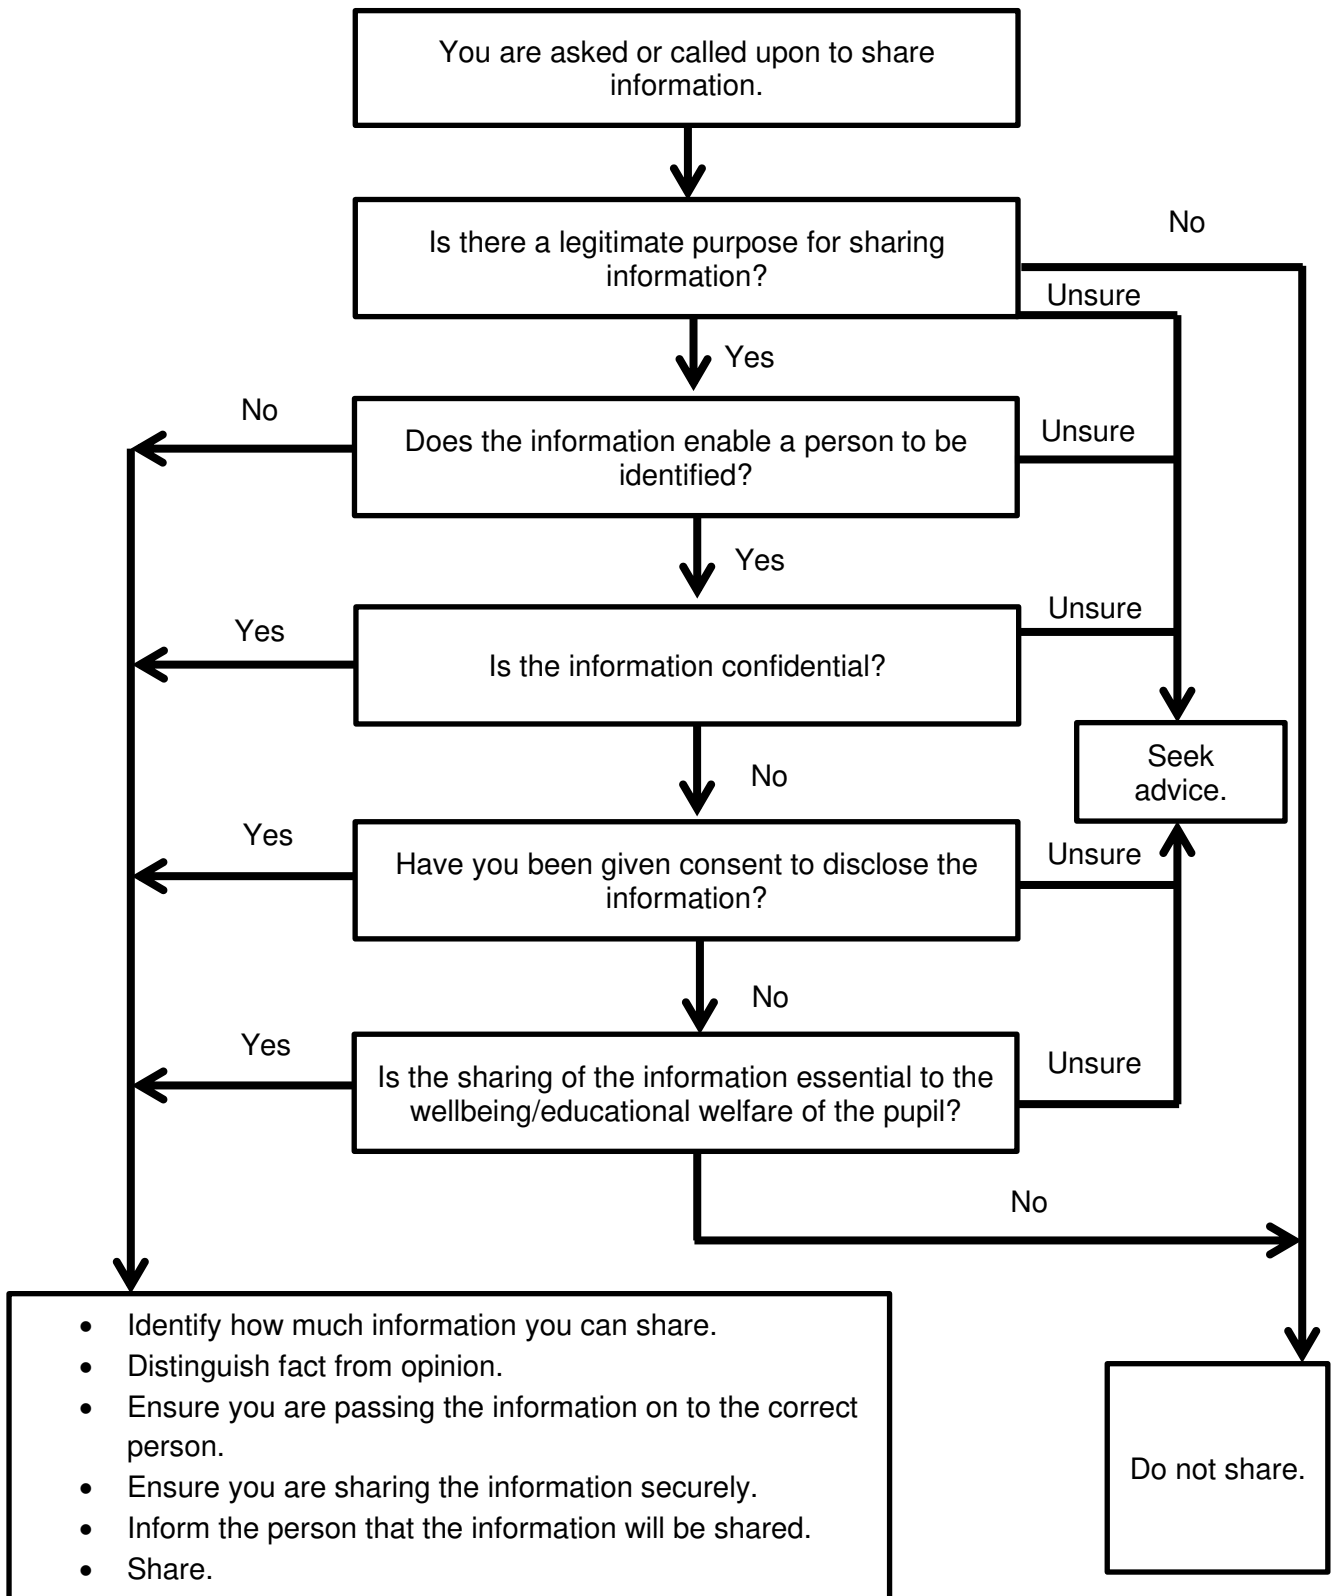 You are asked or called upon to share
information.
Is there a legitimate purpose for sharing
information?
No
Unsure
Yes
No
Does the information enable a person to be
identified?
Unsure
Yes
Yes
Is the information confidential?
Unsure
No
Seek
advice.
Yes
Have you been given consent to disclose the
information?
Unsure
No
Yes
Is the sharing of the information essential to the
wellbeing/educational welfare of the pupil?
Unsure
No
• Identify how much information you can share.
• Distinguish fact from opinion.
• Ensure you are passing the information on to the correct
person.
• Ensure you are sharing the information securely.
• Inform the person that the information will be shared.
• Share.
Do not share.